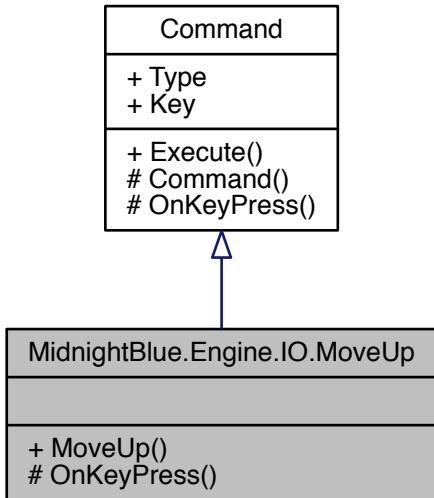 Command
+ Type
+ Key
+ Execute()
# Command()
# OnKeyPress()
MidnightBlue.Engine.IO.MoveUp
+ MoveUp()
# OnKeyPress()